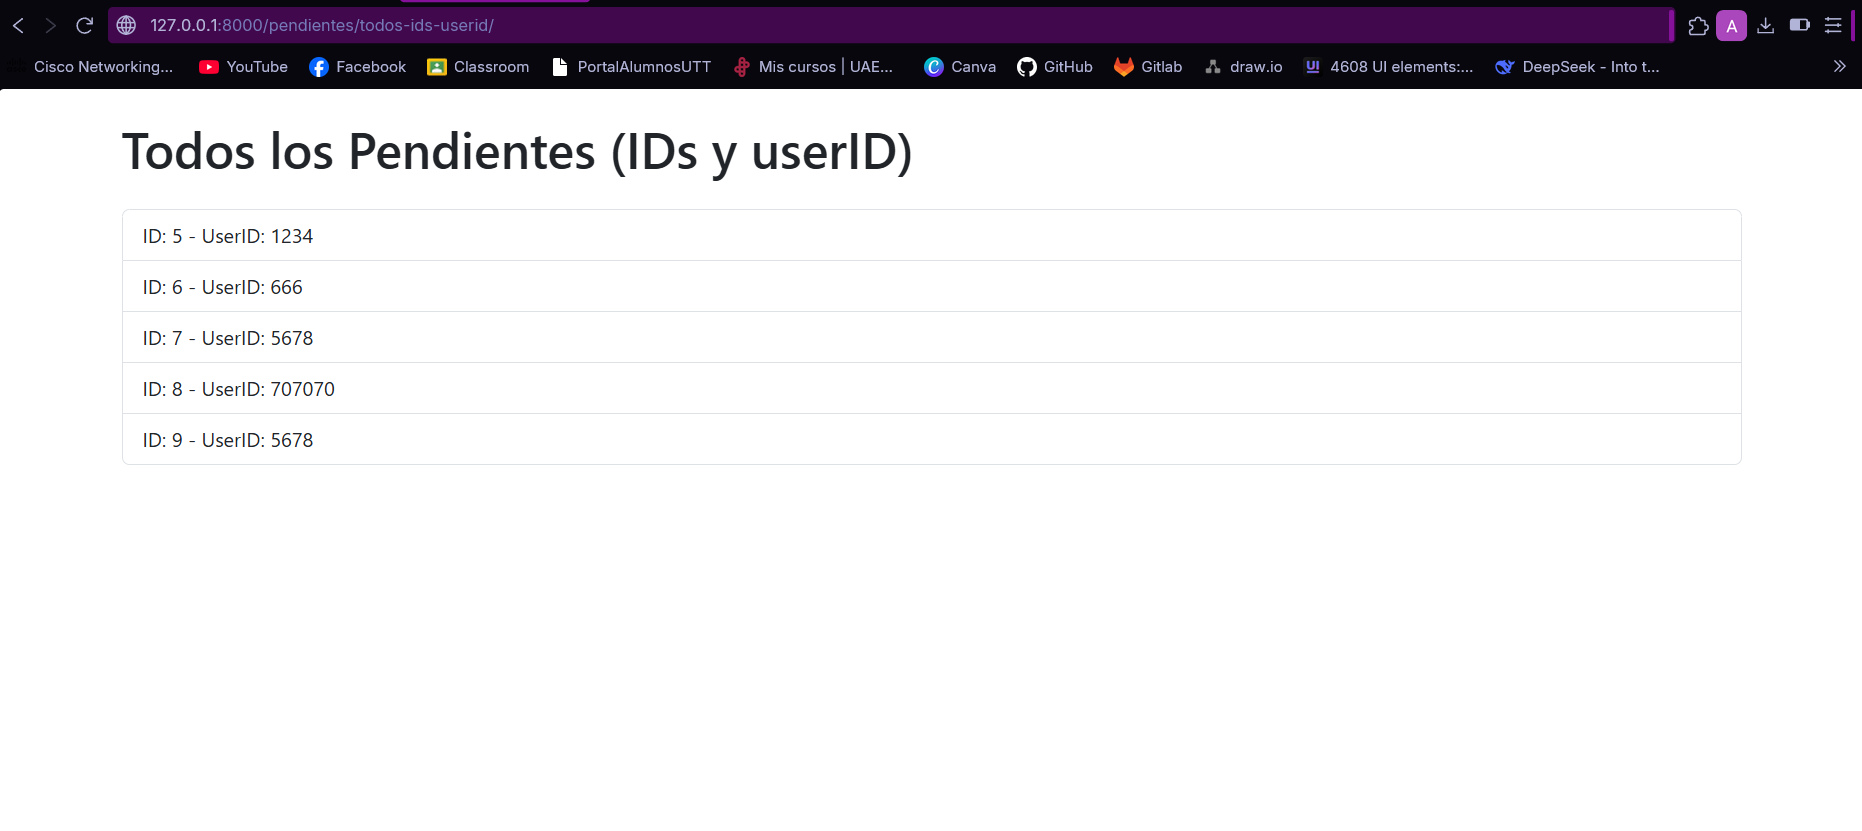 127.0.0.1:8000/pendientes/todos-ids-userid/
A
Cisco Networking... YouTube Facebook Classroom PortalAlumnosUTT Mis cursos | UAE... Canva GitHub Gitlab draw.io UI 4608 UI elements:... DeepSeek - Into t...
Todos los Pendientes (IDs y userID)
ID: 5 - UserID: 1234
ID: 6 - UserID: 666
ID: 7 - UserID: 5678
ID: 8 - UserID: 707070
ID: 9 - UserID: 5678